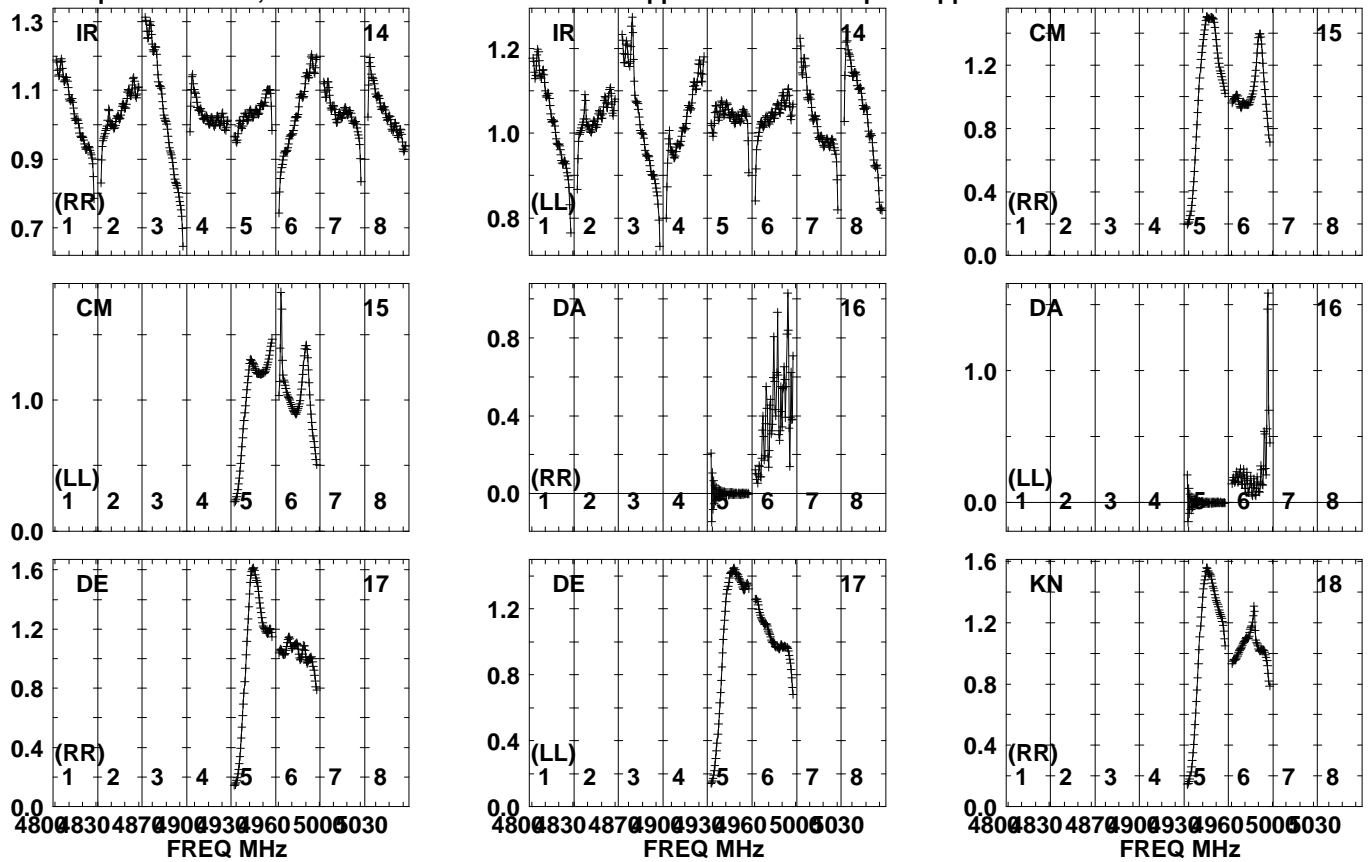 1.3 IR 14
1.2
1.1
1.0
0.9
0.7 (RR)
1 2 3 4 5 6 7 8
IR 14
1.2
1.0
0.8 (LL)
1 2 3 4 5 6 7 8
CM 15
1.2
0.8
0.4 (RR)
0.0 1 2 3 4 5 6 7 8
CM 15
1.0
(LL)
0.0 1 2 3 4 5 6 7 8
DA 16
0.8
0.4
0.0 (RR)
1 2 3 4 5 6 7 8
DA 16
1.0
0.0 (LL)
1 2 3 4 5 6 7 8
1.6 DE 17
1.2
0.8
0.4 (RR)
0.0 1 2 3 4 5 6 7 8
4800 4830 4870 4900 4930 4960 5000 5030
FREQ MHz
DE 17
1.2
0.8
0.4 (LL)
0.0 1 2 3 4 5 6 7 8
4800 4830 4870 4900 4930 4960 5000 5030
FREQ MHz
1.6 KN 18
1.2
0.8
0.4 (RR)
0.0 1 2 3 4 5 6 7 8
4800 4830 4870 4900 4930 4960 5000 5030
FREQ MHz